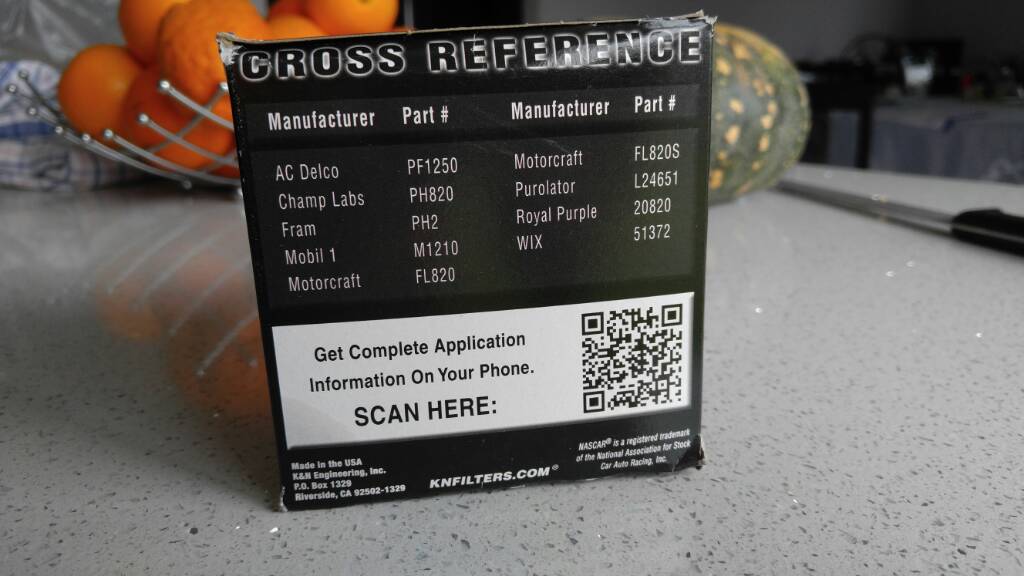 CROSS REFERENCE
Manufacturer Part # Manufacturer Part #
AC Delco PF1250 Motorcraft FL820S
Champ Labs PH820 Purolator L24651
Fram PH2 Royal Purple 20820
Mobil 1 M1210 WIX 51372
Motorcraft FL820
Get Complete Application
Information On Your Phone.
SCAN HERE:
Made in the USA
K&N Engineering, Inc.
P.O. Box 1329
Riverside, CA 92502-1329
KNFILTERS.COM®
NASCAR® is a registered trademark
of the National Association for Stock
Car Auto Racing, Inc.